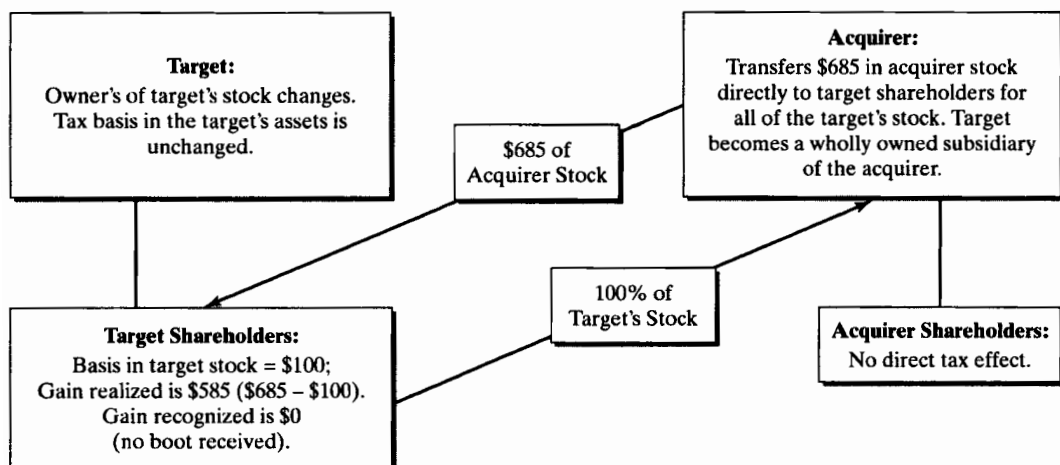 Target:
Owner's of target's stock changes.
Tax basis in the target's assets is
unchanged.
Acquirer:
Transfers $685 in acquirer stock
directly to target shareholders for
all of the target's stock. Target
becomes a wholly owned subsidiary
of the acquirer.
$685 of
Acquirer Stock
100% of
Target's Stock
Target Shareholders:
Basis in target stock = $100;
Gain realized is $585 ($685 – $100).
Gain recognized is $0
(no boot received).
Acquirer Shareholders:
No direct tax effect.